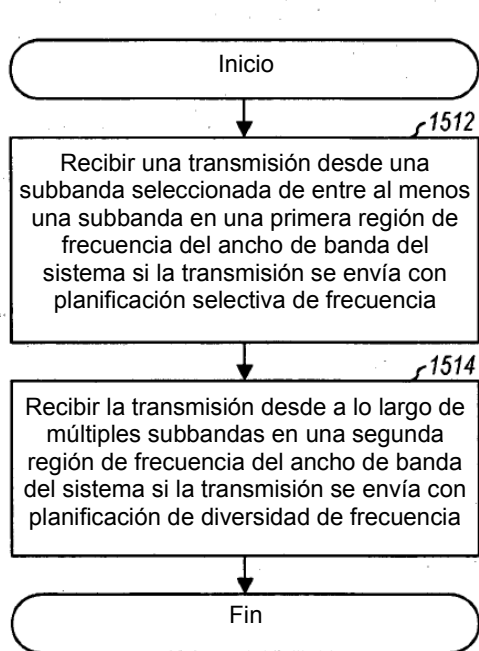 Inicio
1512
Recibir una transmisión desde una
subbanda seleccionada de entre al menos
una subbanda en una primera región de
frecuencia del ancho de banda del
sistema si la transmisión se envía con
planificación selectiva de frecuencia
1514
Recibir la transmisión desde a lo largo de
múltiples subbandas en una segunda
región de frecuencia del ancho de banda
del sistema si la transmisión se envía con
planificación de diversidad de frecuencia
Fin